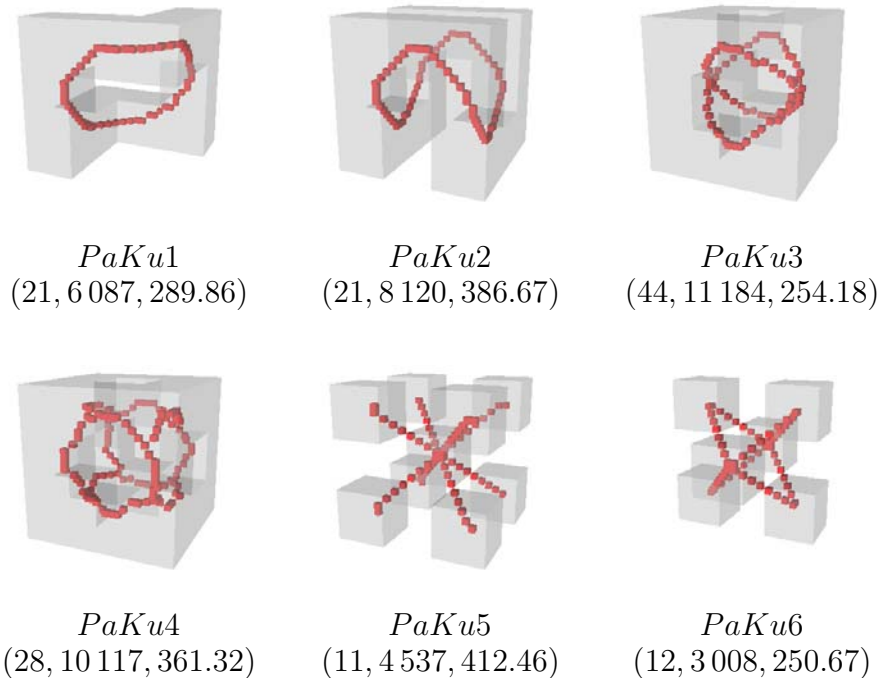 PaKu1
(21, 6 087, 289.86)
PaKu2
(21, 8 120, 386.67)
PaKu3
(44, 11 184, 254.18)
PaKu4
(28, 10 117, 361.32)
PaKu5
(11, 4 537, 412.46)
PaKu6
(12, 3 008, 250.67)